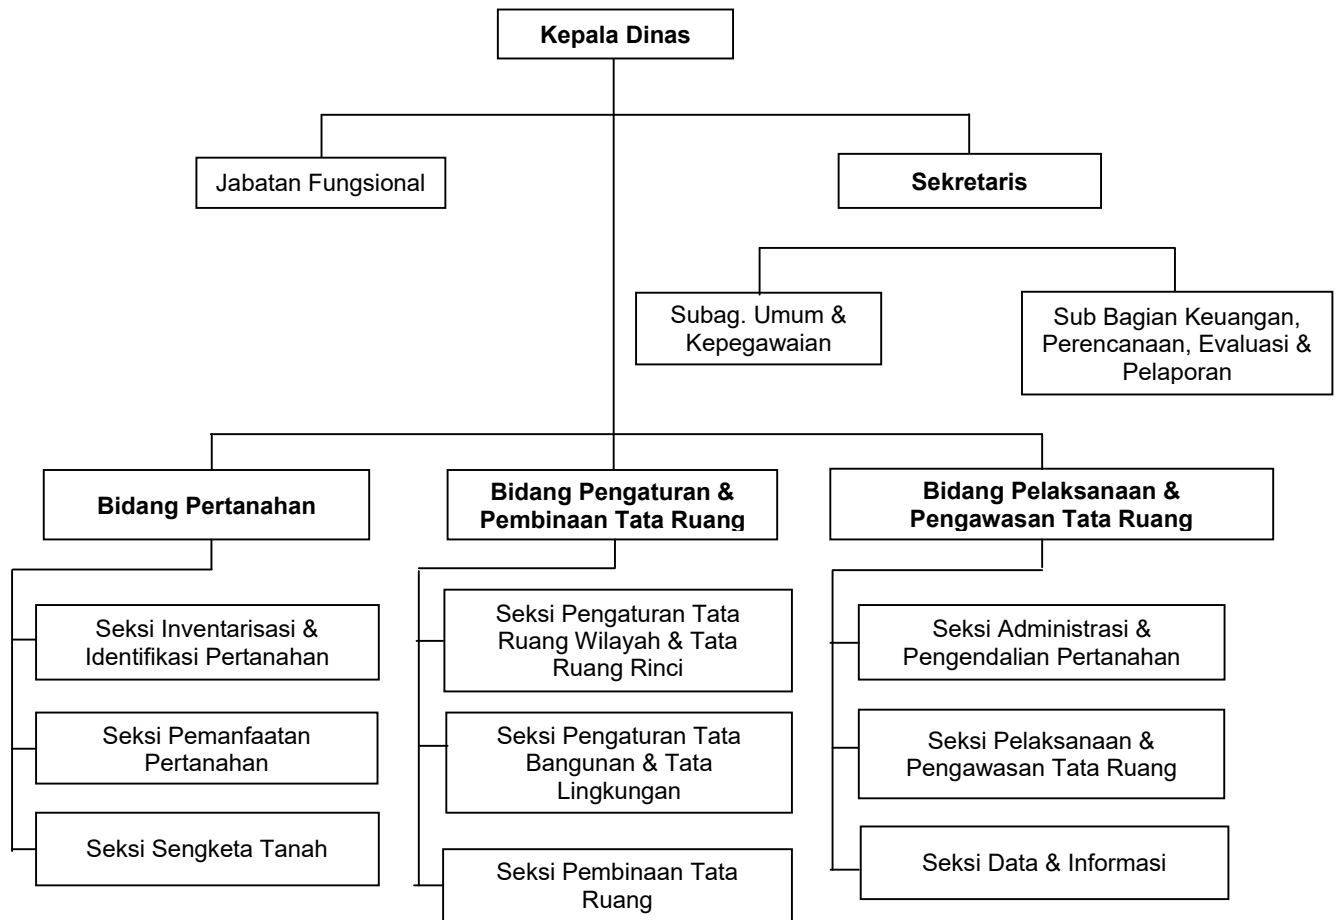 Kepala Dinas
Jabatan Fungsional
Sekretaris
Subag. Umum &
Kepegawaian
Sub Bagian Keuangan,
Perencanaan, Evaluasi &
Pelaporan
Bidang Pertanahan
Bidang Pengaturan &
Pembinaan Tata Ruang
Bidang Pelaksanaan &
Pengawasan Tata Ruang
Seksi Inventarisasi &
Identifikasi Pertanahan
Seksi Pemanfaatan
Pertanahan
Seksi Sengketa Tanah
Seksi Pengaturan Tata
Ruang Wilayah & Tata
Ruang Rinci
Seksi Pengaturan Tata
Bangunan & Tata
Lingkungan
Seksi Pembinaan Tata
Ruang
Seksi Administrasi &
Pengendalian Pertanahan
Seksi Pelaksanaan &
Pengawasan Tata Ruang
Seksi Data & Informasi